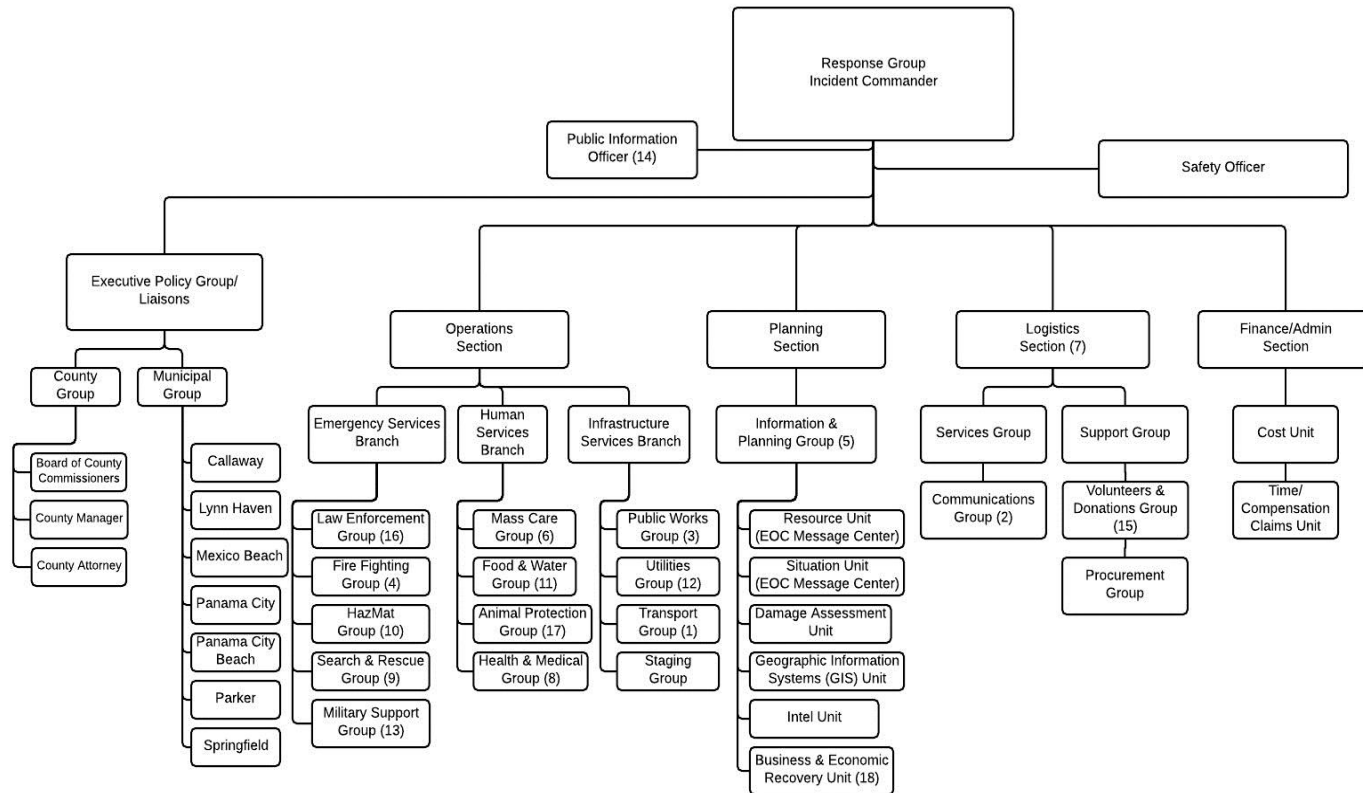 Response Group
Incident Commander
Public Information
Officer (14)
Safety Officer
Executive Policy Group/
Liaisons
Operations
Section
Planning
Section
Logistics
Section (7)
Finance/Admin
Section
County
Group
Municipal
Group
Emergency Services
Branch
Human
Services
Branch
Infrastructure
Services Branch
Information &
Planning Group (5)
Services Group
Support Group
Cost Unit
Board of County
Commissioners
County Manager
County Attorney
Callaway
Lynn Haven
Mexico Beach
Panama City
Panama City
Beach
Parker
Springfield
Law Enforcement
Group (16)
Fire Fighting
Group (4)
HazMat
Group (10)
Search & Rescue
Group (9)
Military Support
Group (13)
Mass Care
Group (6)
Food & Water
Group (11)
Animal Protection
Group (17)
Health & Medical
Group (8)
Public Works
Group (3)
Utilities
Group (12)
Transport
Group (1)
Staging
Group
Resource Unit
(EOC Message Center)
Situation Unit
(EOC Message Center)
Damage Assessment
Unit
Geographic Information
Systems (GIS) Unit
Intel Unit
Business & Economic
Recovery Unit (18)
Communications
Group (2)
Volunteers &
Donations Group
(15)
Procurement
Group
Time/
Compensation
Claims Unit